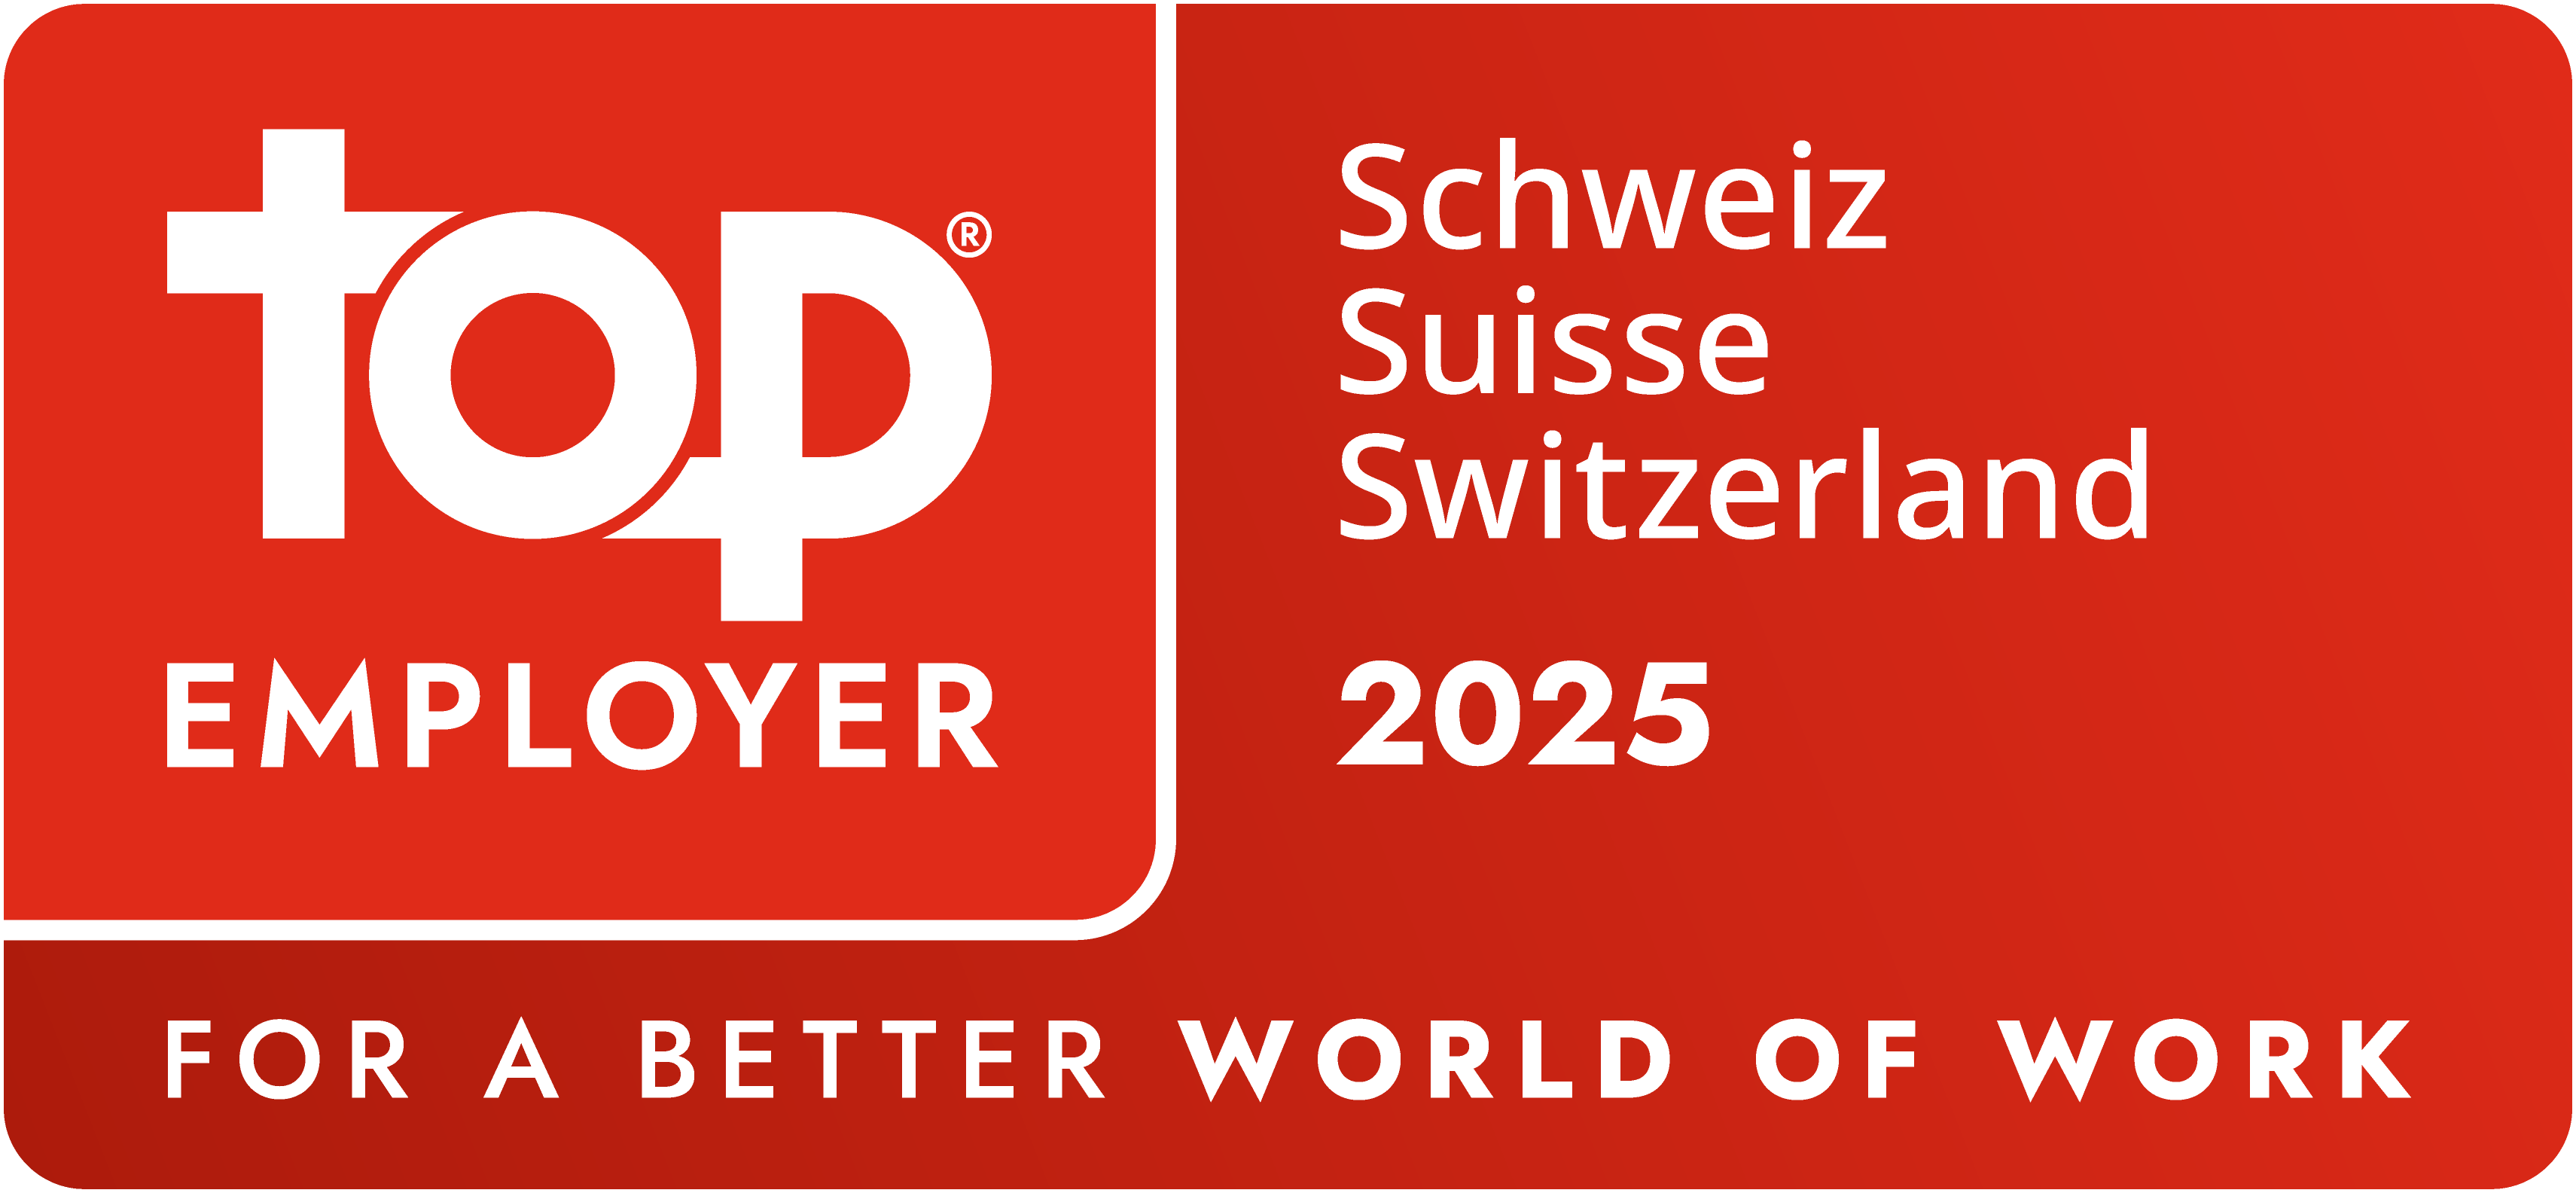 top®
EMPLOYER
Schweiz
Suisse
Switzerland
2025
FOR A BETTER WORLD OF WORK